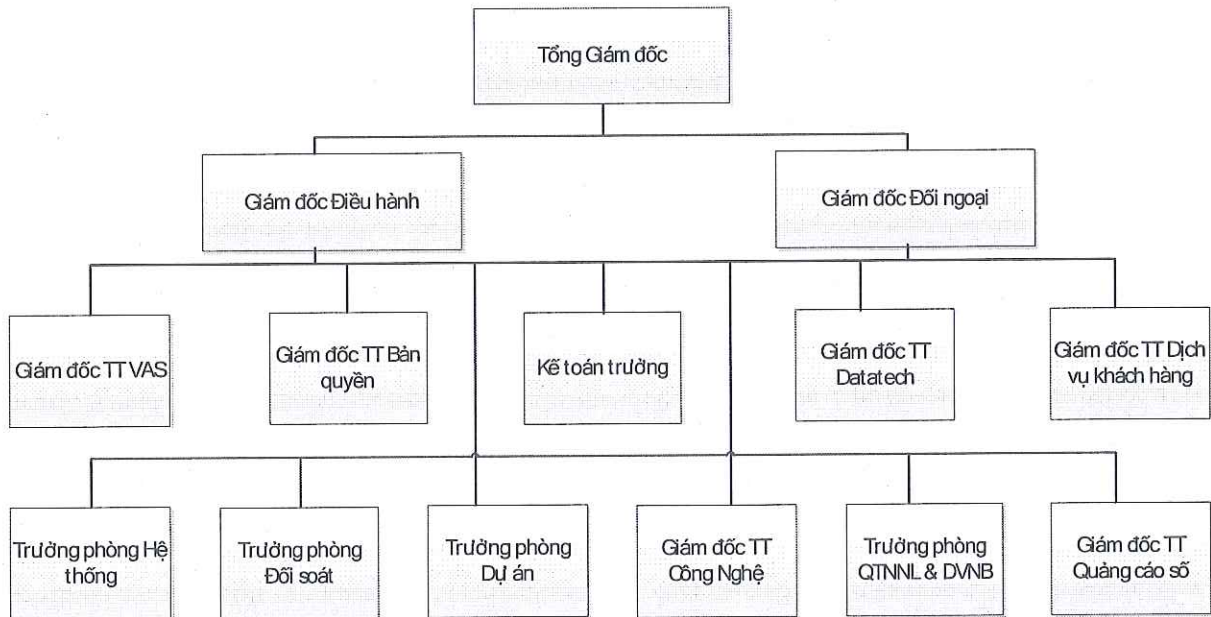 Tổng Giám đốc
Giám đốc Điều hành
Giám đốc Đối ngoại
Giám đốc TT VAS
Giám đốc TT Bản
quyền
Kế toán trưởng
Giám đốc TT
Datatech
Giám đốc TT Dịch
vụ khách hàng
Trưởng phòng Hệ
thống
Trưởng phòng
Đối soát
Trưởng phòng
Dự án
Giám đốc TT
Công Nghệ
Trưởng phòng
QTNNL & DVNB
Giám đốc TT
Quảng cáo số